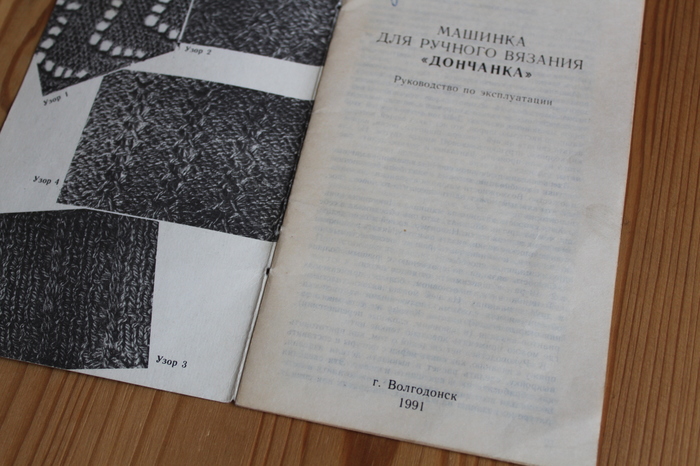 Узор 2
Узор 1
Узор 4
Узор 3
МАШИНКА
ДЛЯ РУЧНОГО ВЯЗАНИЯ
«ДОНЧАНКА»
Руководство по эксплуатации
г. Волгодонск
1991